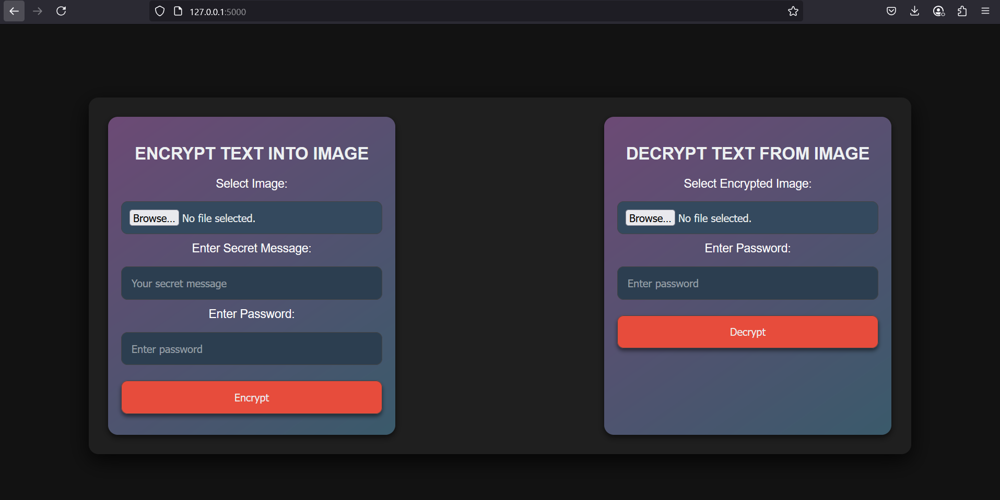 127.0.0.1:5000
ENCRYPT TEXT INTO IMAGE
Select Image:
Browse... No file selected.
Enter Secret Message:
Your secret message
Enter Password:
Enter password
Encrypt
DECRYPT TEXT FROM IMAGE
Select Encrypted Image:
Browse... No file selected.
Enter Password:
Enter password
Decrypt